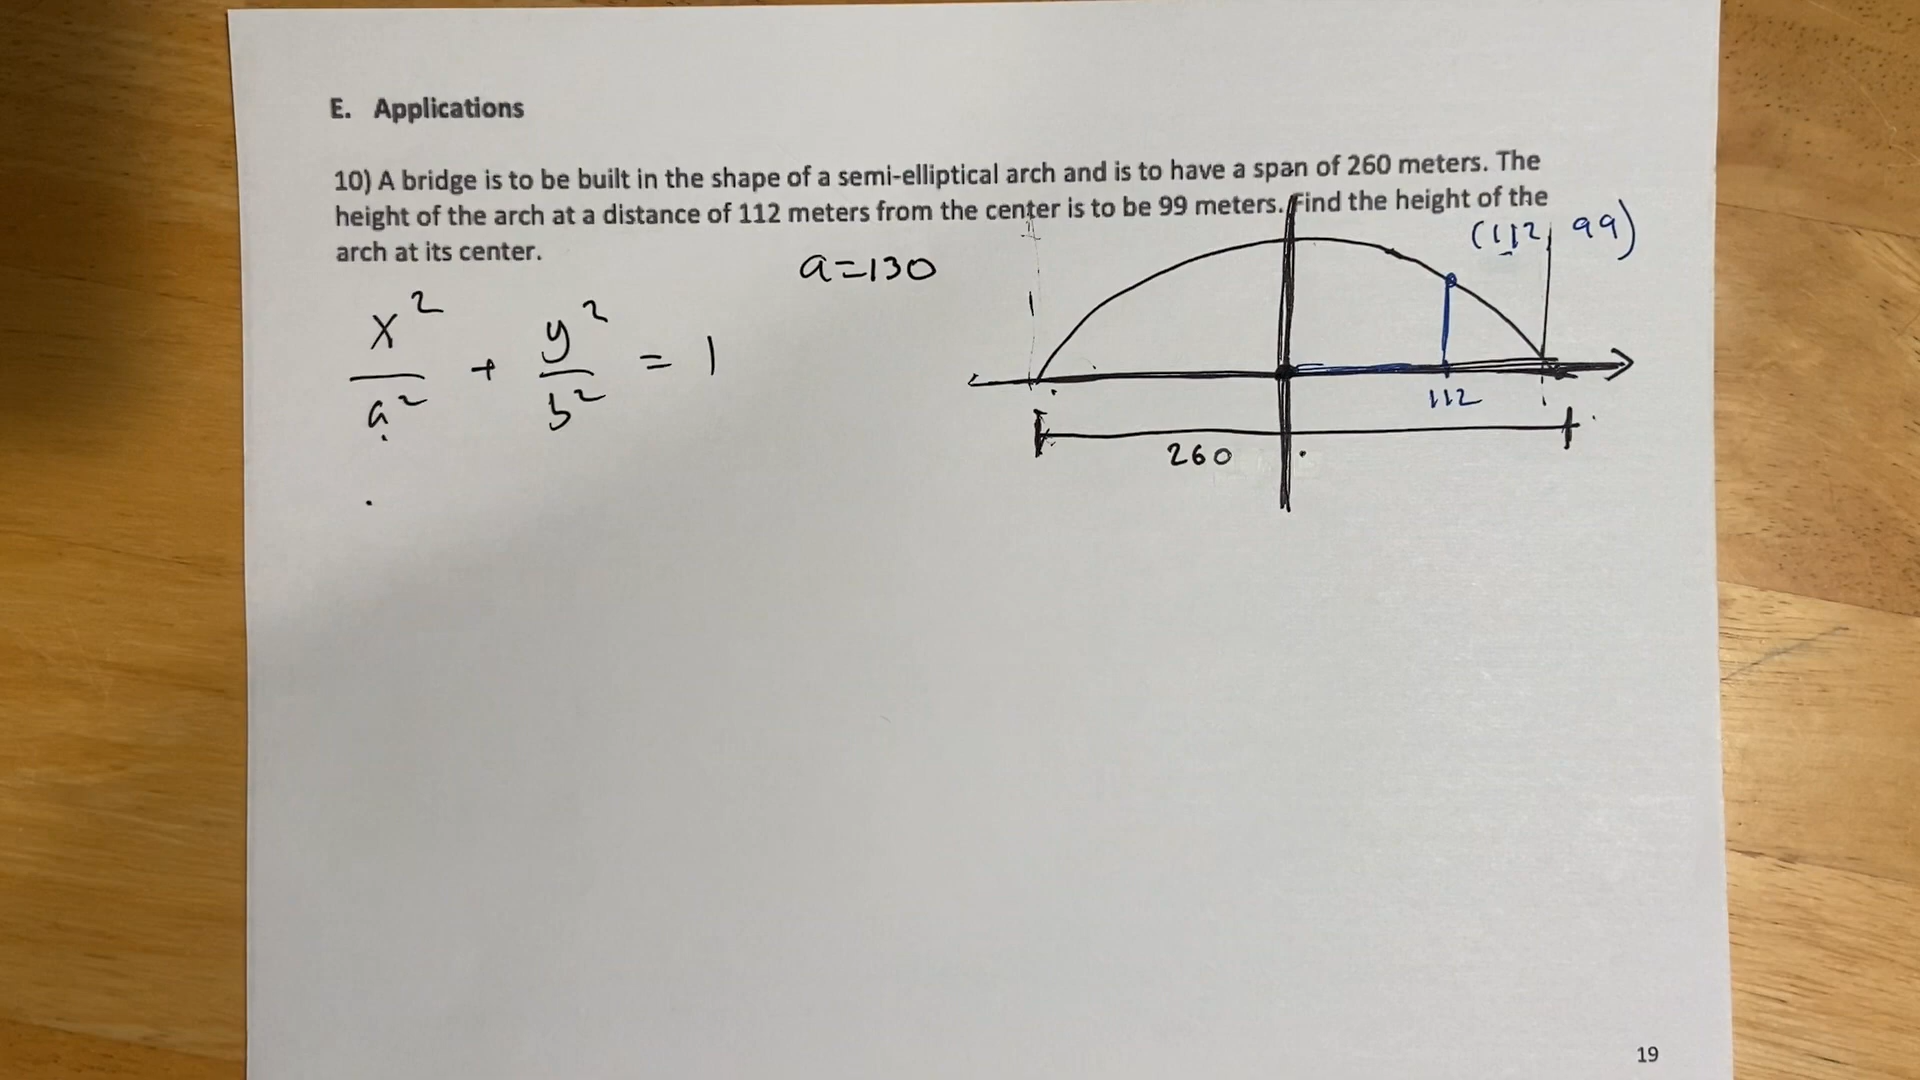 E. Applications
10) A bridge is to be built in the shape of a semi-elliptical arch and is to have a span of 260 meters. The
height of the arch at a distance of 112 meters from the center is to be 99 meters. Find the height of the
arch at its center.
a=130
(112, 99)
x² / a² + y² / b² = 1
112
260
19